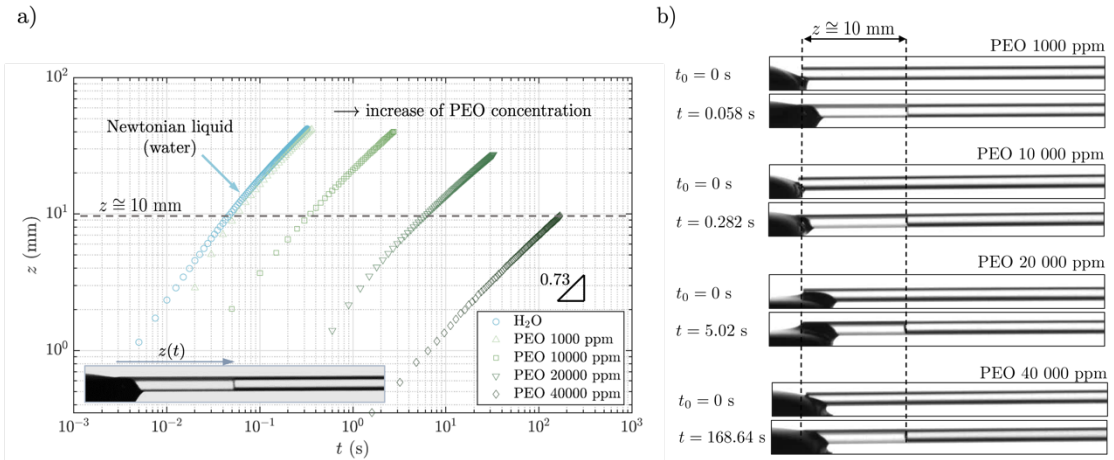 a)
10²
10¹
10⁰
z (mm)
Newtonian liquid
(water)
→ increase of PEO concentration
z ≅ 10 mm
0.73
z(t)
H₂O
PEO 1000 ppm
PEO 10000 ppm
PEO 20000 ppm
PEO 40000 ppm
10⁻³ 10⁻² 10⁻¹ 10⁰ 10¹ 10² 10³
t (s)
b)
z ≅ 10 mm
PEO 1000 ppm
t₀ = 0 s
t = 0.058 s
PEO 10 000 ppm
t₀ = 0 s
t = 0.282 s
PEO 20 000 ppm
t₀ = 0 s
t = 5.02 s
PEO 40 000 ppm
t₀ = 0 s
t = 168.64 s